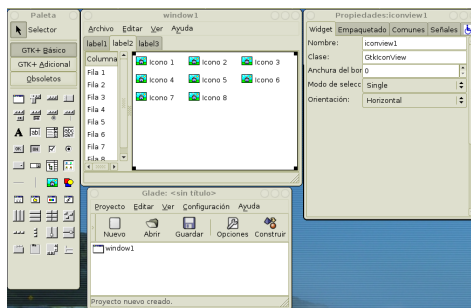 Paleta
Selector
GTK+ Básico
GTK+ Adicional
Obsoletos
window1
Archivo Editar Ver Ayuda
label1 label2 label3
Columna
Fila 1
Fila 2
Fila 3
Fila 4
Fila 5
Fila 6
Fila 7
Fila 8
Icono 1 Icono 2 Icono 3
Icono 4 Icono 5 Icono 6
Icono 7 Icono 8
Propiedades:iconview1
Widget Empaquetado Comunes Señales
Nombre: iconview1
Clase: GtkIconView
Anchura del bor 0
Modo de selecc Single
Orientación: Horizontal
Glade: <sin título>
Proyecto Editar Ver Configuración Ayuda
Nuevo Abrir Guardar Opciones Construir
window1
Proyecto nuevo creado.